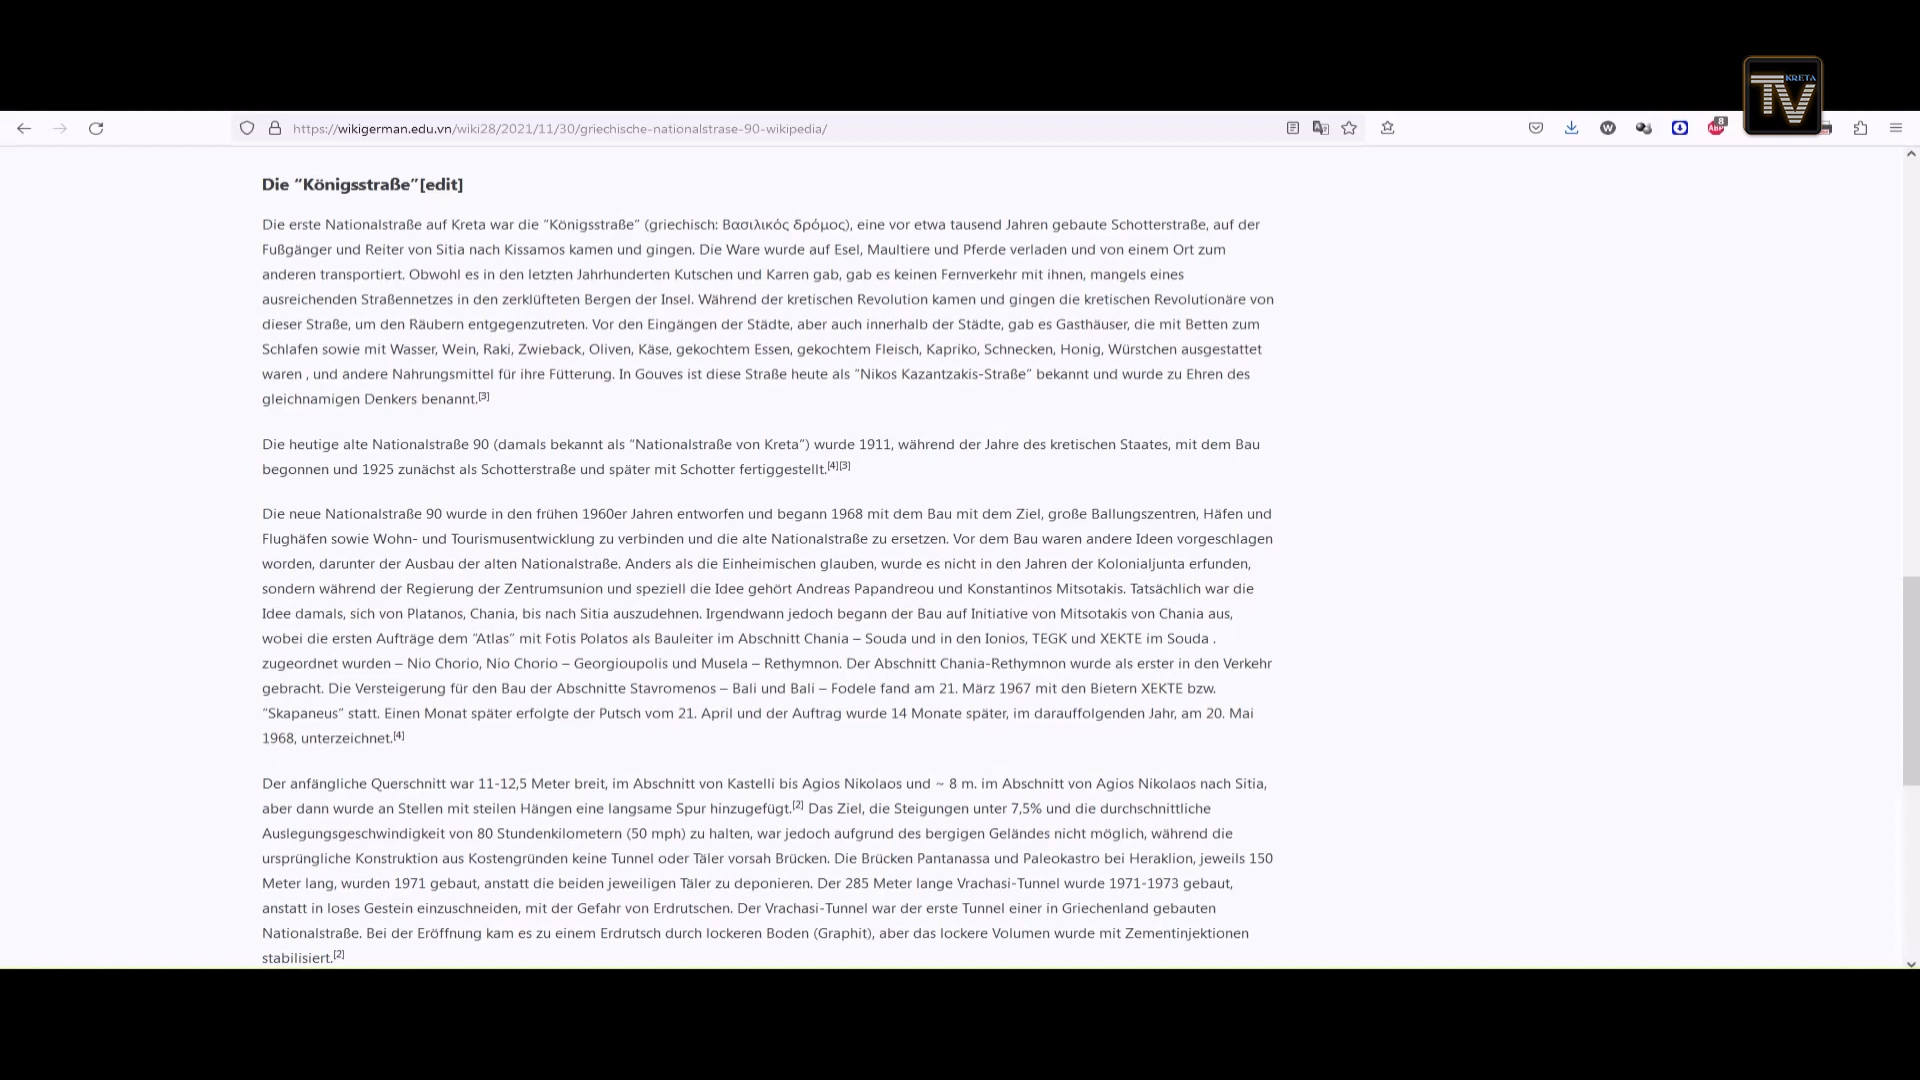 KRETA
TV
https://wikigerman.edu.vn/wiki28/2021/11/30/griechische-nationalstrase-90-wikipedia/
W
ABP
8
Die “Königsstraße”[edit]
Die erste Nationalstraße auf Kreta war die “Königsstraße” (griechisch: Βασιλικός δρόμος), eine vor etwa tausend Jahren gebaute Schotterstraße, auf der
Fußgänger und Reiter von Sitia nach Kissamos kamen und gingen. Die Ware wurde auf Esel, Maultiere und Pferde verladen und von einem Ort zum
anderen transportiert. Obwohl es in den letzten Jahrhunderten Kutschen und Karren gab, gab es keinen Fernverkehr mit ihnen, mangels eines
ausreichenden Straßennetzes in den zerklüfteten Bergen der Insel. Während der kretischen Revolution kamen und gingen die kretischen Revolutionäre von
dieser Straße, um den Räubern entgegenzutreten. Vor den Eingängen der Städte, aber auch innerhalb der Städte, gab es Gasthäuser, die mit Betten zum
Schlafen sowie mit Wasser, Wein, Raki, Zwieback, Oliven, Käse, gekochtem Essen, gekochtem Fleisch, Kapriko, Schnecken, Honig, Würstchen ausgestattet
waren , und andere Nahrungsmittel für ihre Fütterung. In Gouves ist diese Straße heute als “Nikos Kazantzakis-Straße” bekannt und wurde zu Ehren des
gleichnamigen Denkers benannt.[3]
Die heutige alte Nationalstraße 90 (damals bekannt als “Nationalstraße von Kreta”) wurde 1911, während der Jahre des kretischen Staates, mit dem Bau
begonnen und 1925 zunächst als Schotterstraße und später mit Schotter fertiggestellt.[4][3]
Die neue Nationalstraße 90 wurde in den frühen 1960er Jahren entworfen und begann 1968 mit dem Bau mit dem Ziel, große Ballungszentren, Häfen und
Flughäfen sowie Wohn- und Tourismusentwicklung zu verbinden und die alte Nationalstraße zu ersetzen. Vor dem Bau waren andere Ideen vorgeschlagen
worden, darunter der Ausbau der alten Nationalstraße. Anders als die Einheimischen glauben, wurde es nicht in den Jahren der Kolonialjunta erfunden,
sondern während der Regierung der Zentrumsunion und speziell die Idee gehört Andreas Papandreou und Konstantinos Mitsotakis. Tatsächlich war die
Idee damals, sich von Platanos, Chania, bis nach Sitia auszudehnen. Irgendwann jedoch begann der Bau auf Initiative von Mitsotakis von Chania aus,
wobei die ersten Aufträge dem “Atlas” mit Fotis Polatos als Bauleiter im Abschnitt Chania – Souda und in den Ionios, TEGK und XEKTE im Souda .
zugeordnet wurden – Nio Chorio, Nio Chorio – Georgioupolis und Musela – Rethymnon. Der Abschnitt Chania-Rethymnon wurde als erster in den Verkehr
gebracht. Die Versteigerung für den Bau der Abschnitte Stavromenos – Bali und Bali – Fodele fand am 21. März 1967 mit den Bietern XEKTE bzw.
“Skapaneus” statt. Einen Monat später erfolgte der Putsch vom 21. April und der Auftrag wurde 14 Monate später, im darauffolgenden Jahr, am 20. Mai
1968, unterzeichnet.[4]
Der anfängliche Querschnitt war 11-12,5 Meter breit, im Abschnitt von Kastelli bis Agios Nikolaos und ~ 8 m. im Abschnitt von Agios Nikolaos nach Sitia,
aber dann wurde an Stellen mit steilen Hängen eine langsame Spur hinzugefügt.[2] Das Ziel, die Steigungen unter 7,5% und die durchschnittliche
Auslegungsgeschwindigkeit von 80 Stundenkilometern (50 mph) zu halten, war jedoch aufgrund des bergigen Geländes nicht möglich, während die
ursprüngliche Konstruktion aus Kostengründen keine Tunnel oder Täler vorsah Brücken. Die Brücken Pantanassa und Paleokastro bei Heraklion, jeweils 150
Meter lang, wurden 1971 gebaut, anstatt die beiden jeweiligen Täler zu deponieren. Der 285 Meter lange Vrachasi-Tunnel wurde 1971-1973 gebaut,
anstatt in loses Gestein einzuschneiden, mit der Gefahr von Erdrutschen. Der Vrachasi-Tunnel war der erste Tunnel einer in Griechenland gebauten
Nationalstraße. Bei der Eröffnung kam es zu einem Erdrutsch durch lockeren Boden (Graphit), aber das lockere Volumen wurde mit Zementinjektionen
stabilisiert.[2]